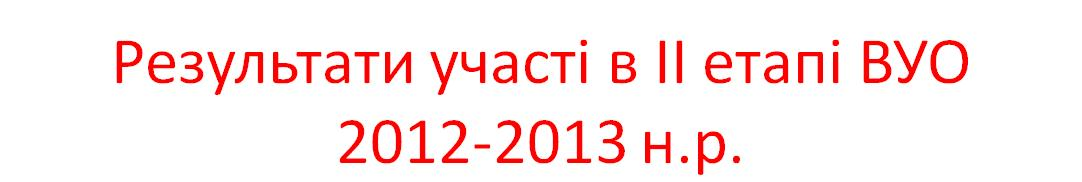 Результати участі в ІІ етапі ВУО
2012-2013 н.р.